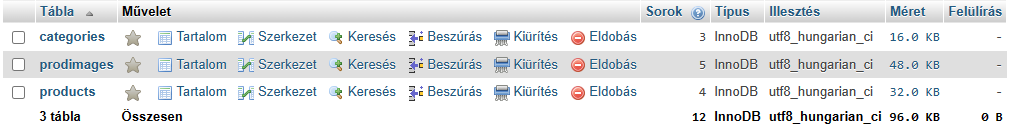 Tábla Művelet Sorok Típus Illesztés Méret Felülírás
categories Tartalom Szerkezet Keresés Beszúrás Kiürítés Eldobás 3 InnoDB utf8_hungarian_ci 16.0 KB -
prodimages Tartalom Szerkezet Keresés Beszúrás Kiürítés Eldobás 5 InnoDB utf8_hungarian_ci 48.0 KB -
products Tartalom Szerkezet Keresés Beszúrás Kiürítés Eldobás 4 InnoDB utf8_hungarian_ci 32.0 KB -
3 tábla Összesen 12 InnoDB utf8_hungarian_ci 96.0 KB 0 B